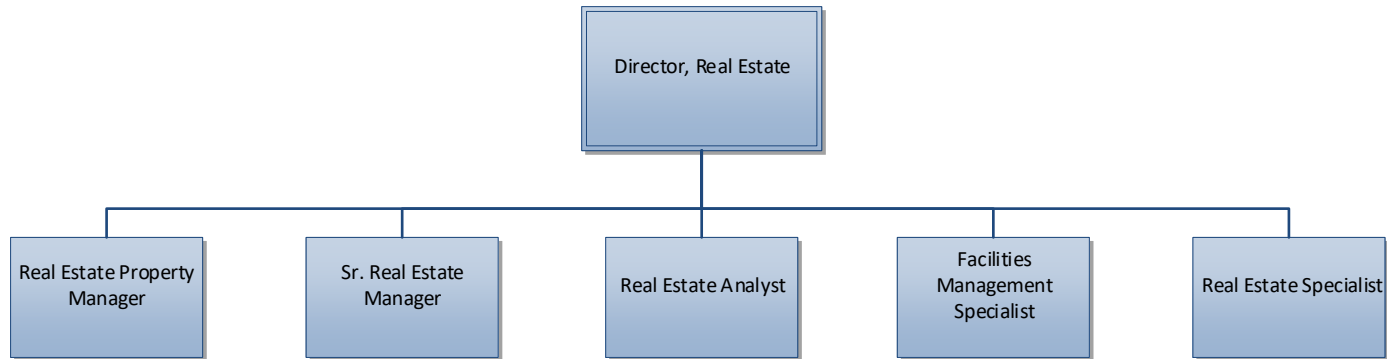 Director, Real Estate
Real Estate Property
Manager
Sr. Real Estate
Manager
Real Estate Analyst
Facilities
Management
Specialist
Real Estate Specialist